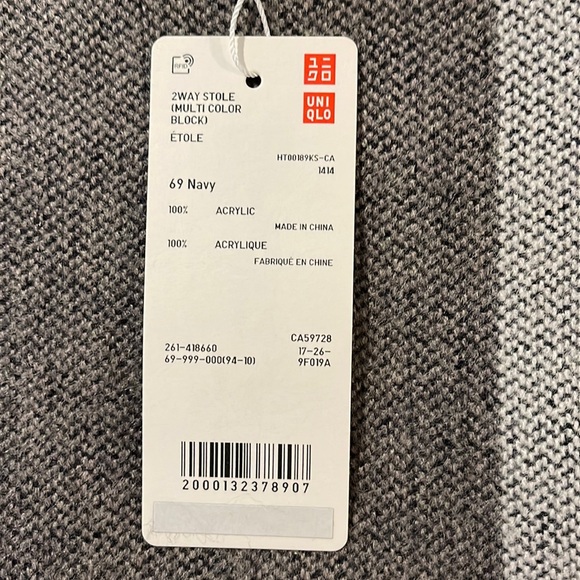 RFID
ユニ
クロ
UNI
QLO
2WAY STOLE
(MULTI COLOR
BLOCK)
ÉTOLE
HT00189KS-CA
1414
69 Navy
100% ACRYLIC
MADE IN CHINA
100% ACRYLIQUE
FABRIQUÉ EN CHINE
CA59728
261-418660 17-26-
69-999-000(94-10) 9F019A
2000132378907